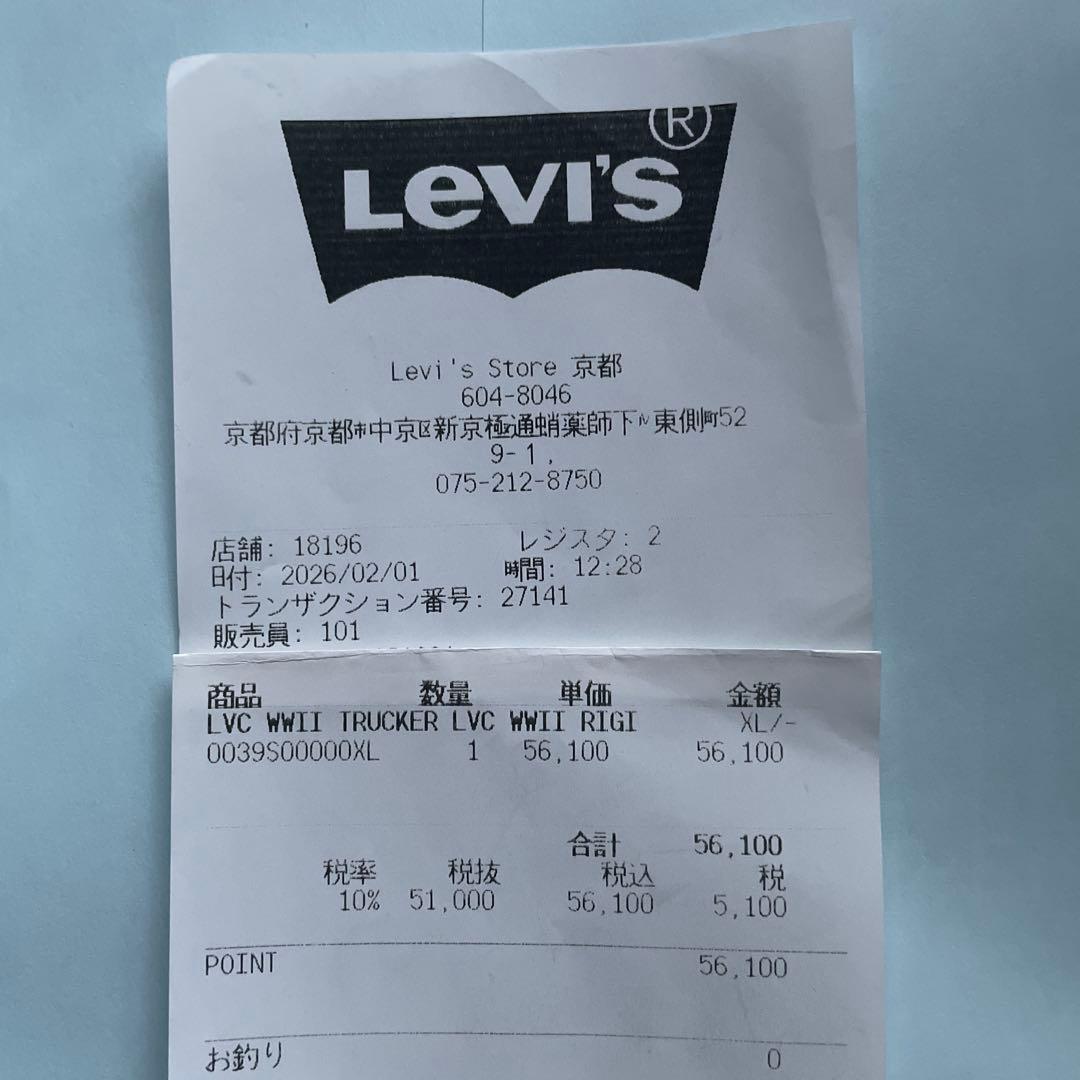 LEVI'S®
Levi's Store 京都
604-8046
京都府京都市中京区新京極通蛸薬師下ル東側町52
9-1,
075-212-8750
店舗: 18196 レジスタ: 2
日付: 2026/02/01 時間: 12:28
トランザクション番号: 27141
販売員: 101
商品 数量 単価 金額
LVC WWII TRUCKER LVC WWII RIGI XL/-
0039S00000XL 1 56,100 56,100
合計 56,100
税率 税抜 税込 税
10% 51,000 56,100 5,100
POINT 56,100
お釣り 0